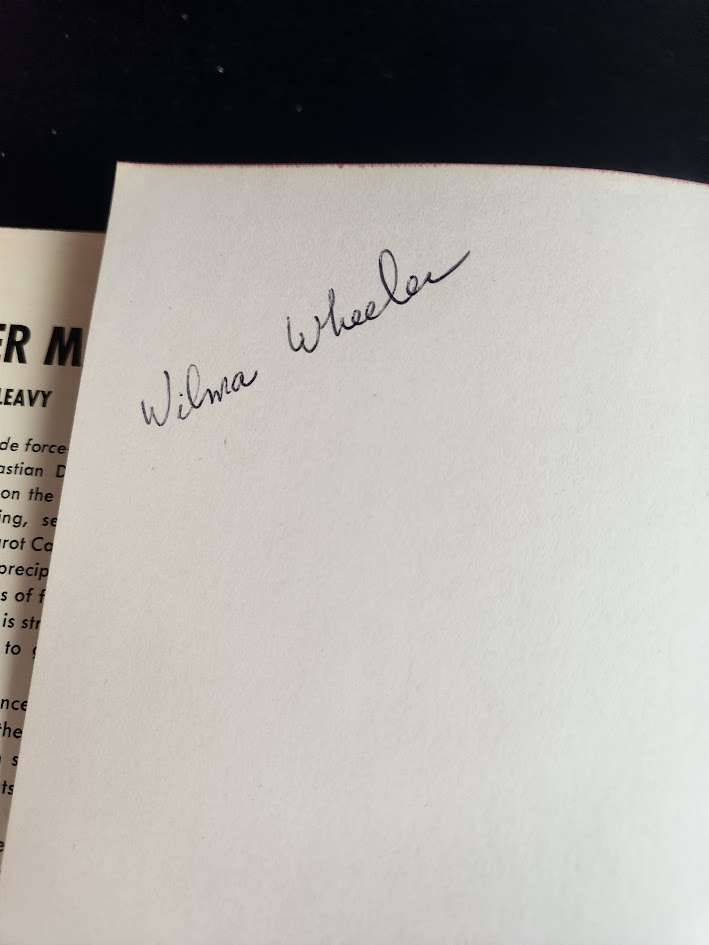 Wilma Wheeler
ER M
LEAVY
de force
astian D
on the
ing, se
rot Ca
precip
s of f
is str
to g
nce
the
s
ts
e